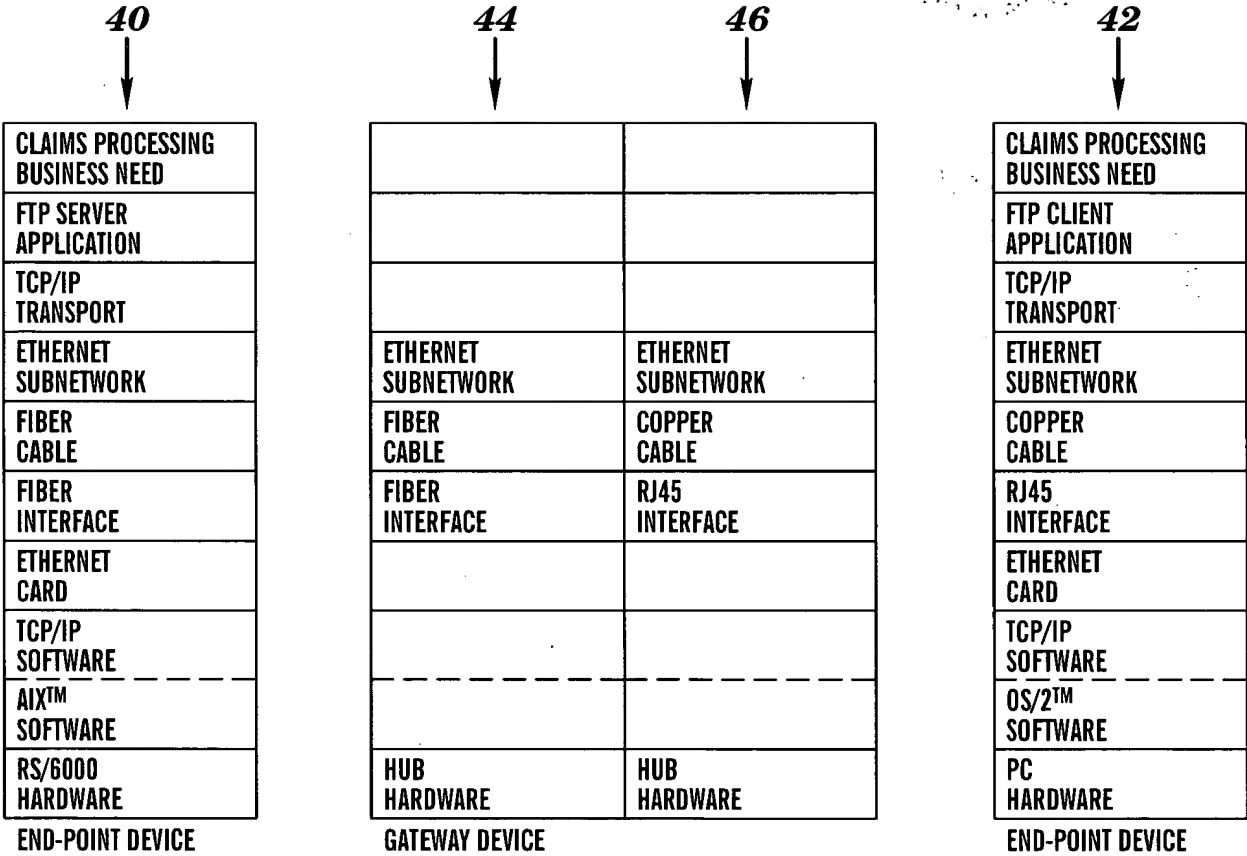 40
44
46
42
CLAIMS PROCESSING
BUSINESS NEED
FTP SERVER
APPLICATION
TCP/IP
TRANSPORT
ETHERNET
SUBNETWORK
FIBER
CABLE
FIBER
INTERFACE
ETHERNET
CARD
TCP/IP
SOFTWARE
AIX™
SOFTWARE
RS/6000
HARDWARE
END-POINT DEVICE
ETHERNET
SUBNETWORK
FIBER
CABLE
FIBER
INTERFACE
HUB
HARDWARE
ETHERNET
SUBNETWORK
COPPER
CABLE
RJ45
INTERFACE
HUB
HARDWARE
GATEWAY DEVICE
CLAIMS PROCESSING
BUSINESS NEED
FTP CLIENT
APPLICATION
TCP/IP
TRANSPORT
ETHERNET
SUBNETWORK
COPPER
CABLE
RJ45
INTERFACE
ETHERNET
CARD
TCP/IP
SOFTWARE
OS/2™
SOFTWARE
PC
HARDWARE
END-POINT DEVICE